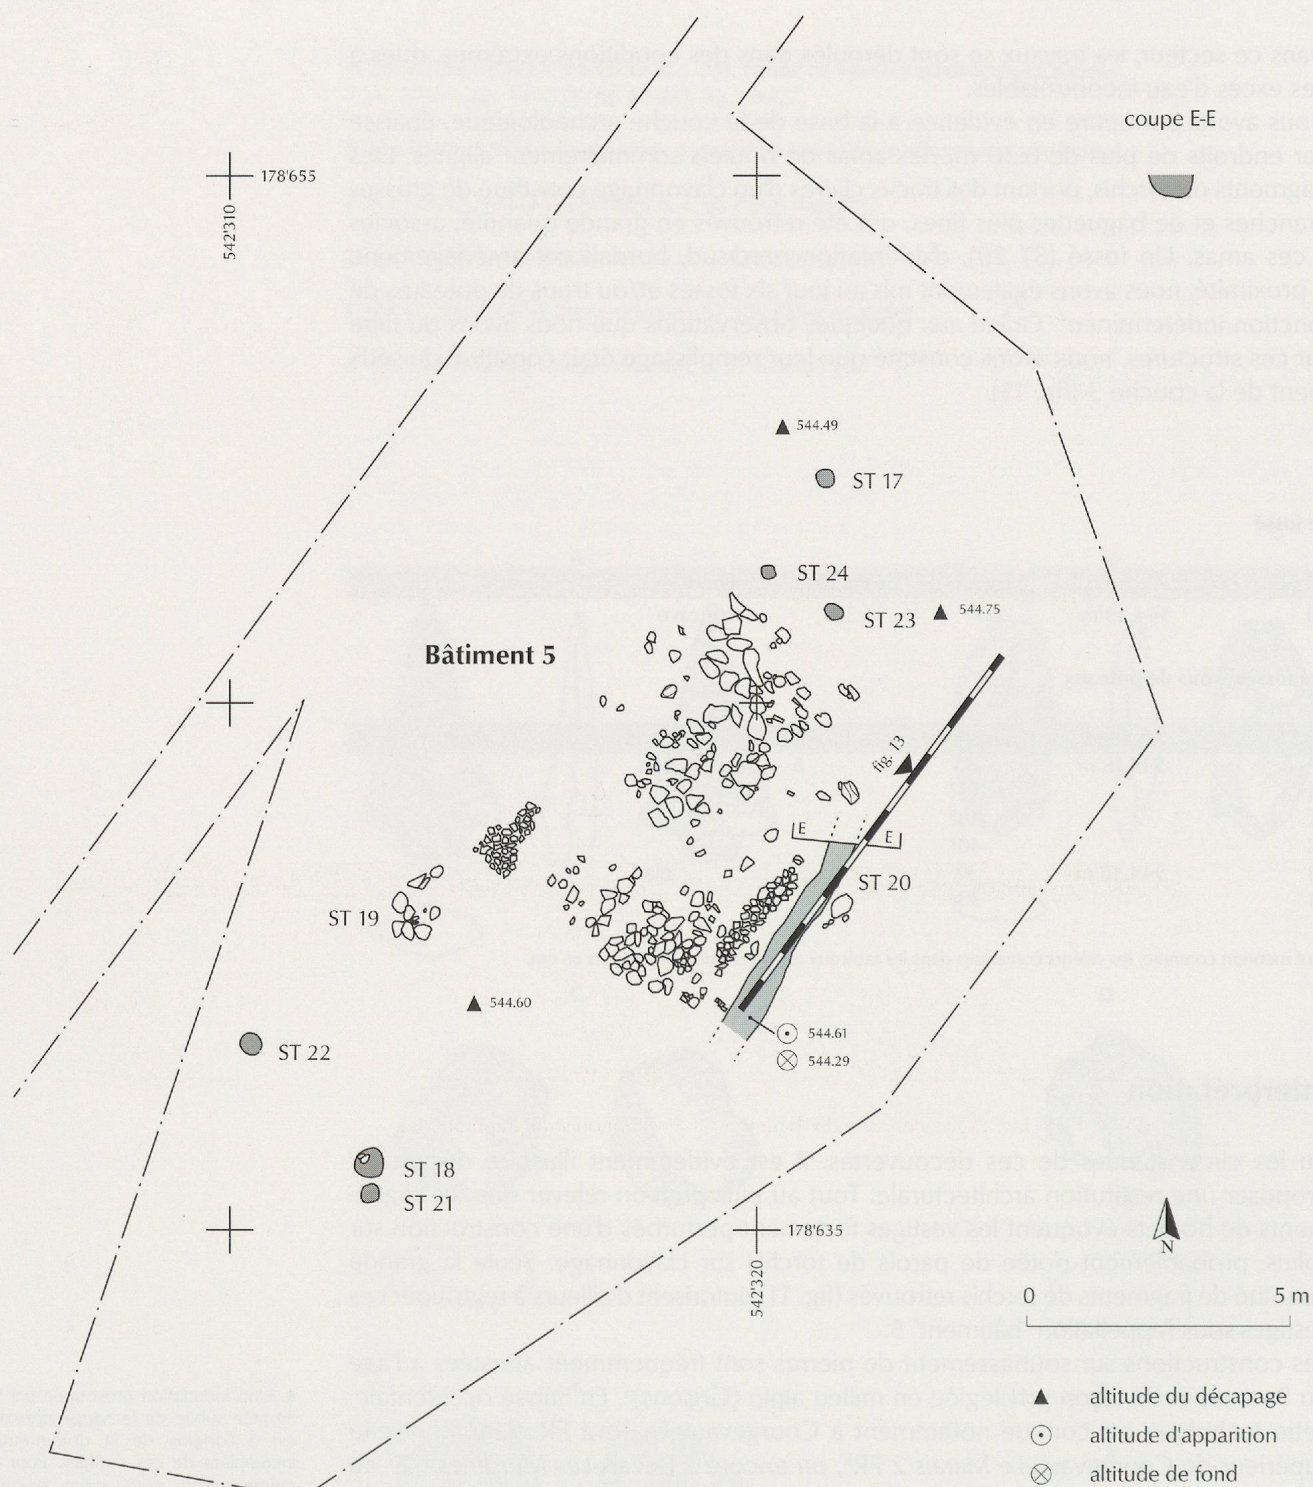 coupe E-E
178'655
542'310
544.49
ST 17
ST 24
ST 23
544.75
Bâtiment 5
fig. 13
E
E
ST 20
ST 19
544.60
544.61
544.29
ST 22
ST 18
ST 21
178'635
542'320
N
0
5 m
altitude du décapage
altitude d'apparition
altitude de fond